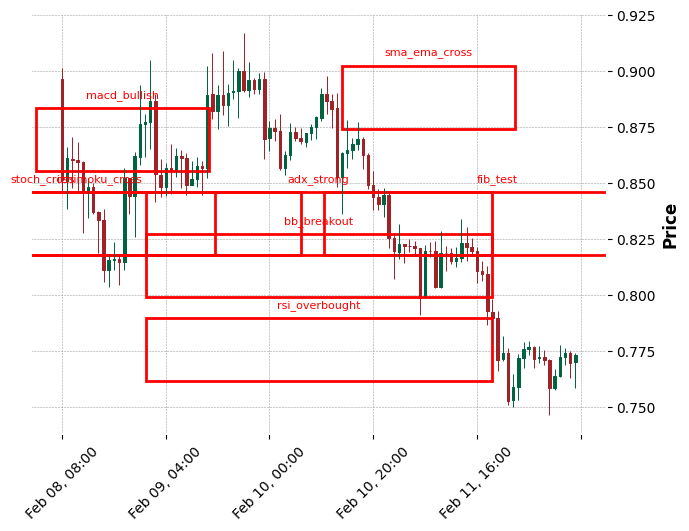 0.925
sma_ema_cross
0.900
macd_bullish
0.875
adx_strong
fib_test
0.850
bb_breakout
0.825
rsi_overbought
0.800
0.775
0.750
Price
Feb 08, 08:00
Feb 09, 04:00
Feb 10, 00:00
Feb 10, 20:00
Feb 11, 16:00